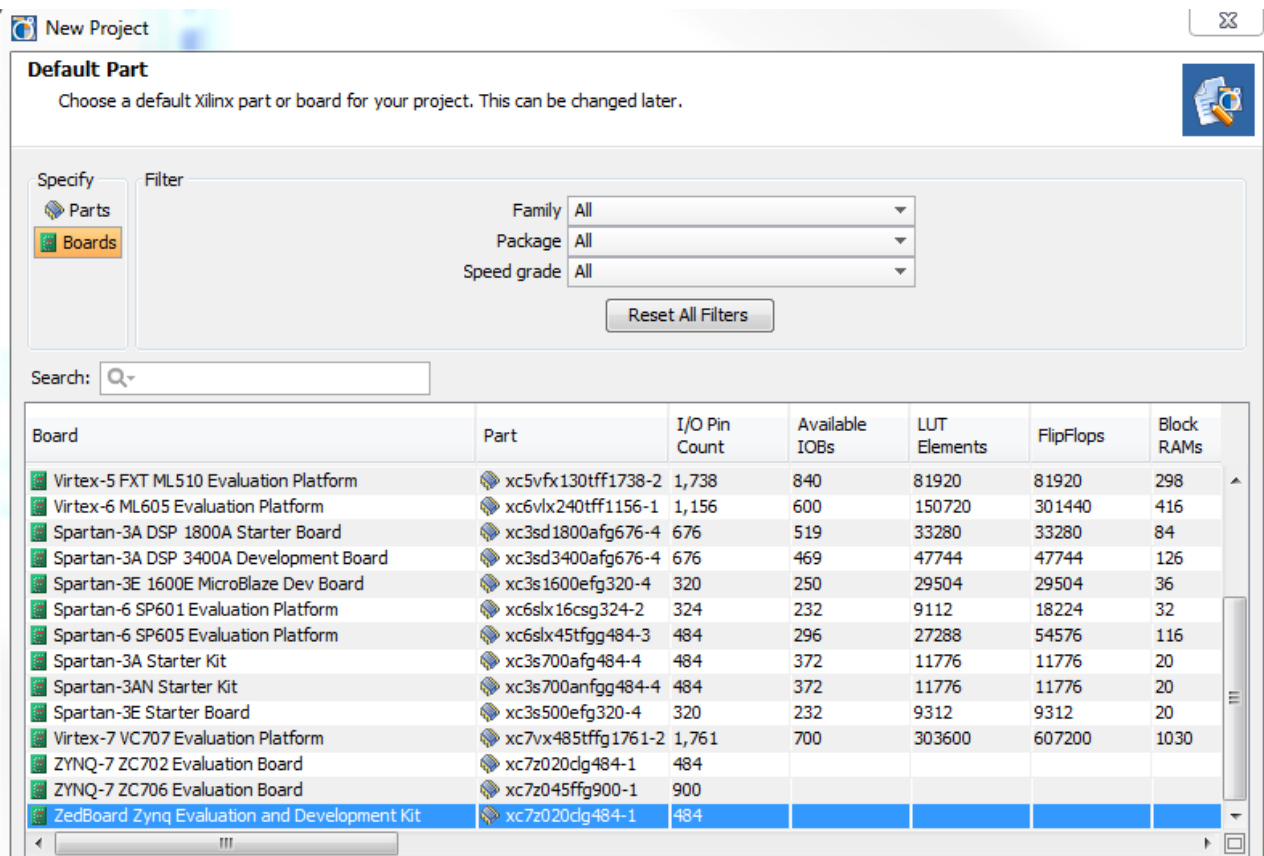 New Project
Default Part
Choose a default Xilinx part or board for your project. This can be changed later.
Specify Filter
Parts
Boards
Family All
Package All
Speed grade All
Reset All Filters
Search:
Board Part I/O Pin Count Available IOBs LUT Elements FlipFlops Block RAMs
Virtex-5 FXT ML510 Evaluation Platform xc5vfx130tff1738-2 1,738 840 81920 81920 298
Virtex-6 ML605 Evaluation Platform xc6vlx240tff1156-1 1,156 600 150720 301440 416
Spartan-3A DSP 1800A Starter Board xc3sd1800afg676-4 676 519 33280 33280 84
Spartan-3A DSP 3400A Development Board xc3sd3400afg676-4 676 469 47744 47744 126
Spartan-3E 1600E MicroBlaze Dev Board xc3s1600efg320-4 320 250 29504 29504 36
Spartan-6 SP601 Evaluation Platform xc6slx16csg324-2 324 232 9112 18224 32
Spartan-6 SP605 Evaluation Platform xc6slx45tfgg484-3 484 296 27288 54576 116
Spartan-3A Starter Kit xc3s700afg484-4 484 372 11776 11776 20
Spartan-3AN Starter Kit xc3s700anfgg484-4 484 372 11776 11776 20
Spartan-3E Starter Board xc3s500efg320-4 320 232 9312 9312 20
Virtex-7 VC707 Evaluation Platform xc7vx485tffg1761-2 1,761 700 303600 607200 1030
ZYNQ-7 ZC702 Evaluation Board xc7z020clg484-1 484
ZYNQ-7 ZC706 Evaluation Board xc7z045ffg900-1 900
ZedBoard Zynq Evaluation and Development Kit xc7z020clg484-1 484